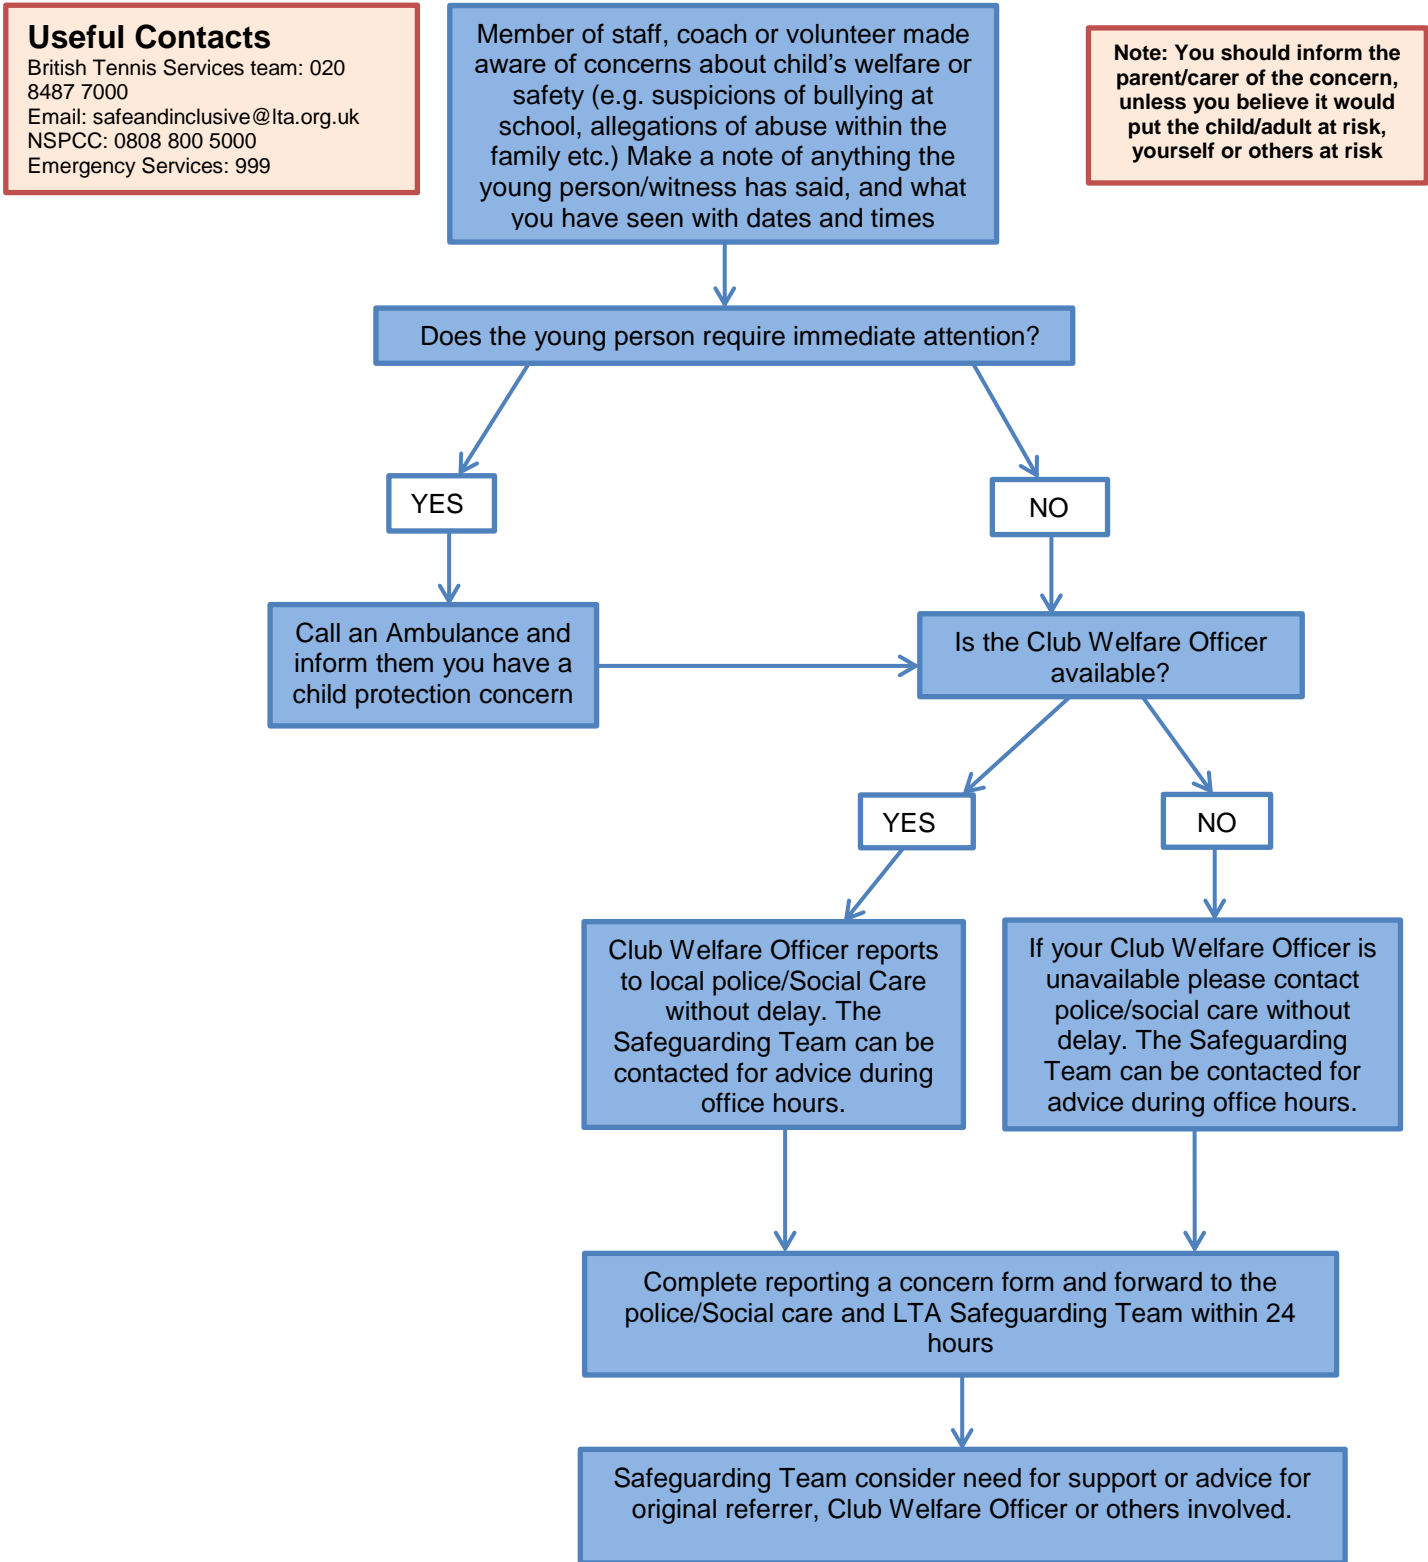 Useful Contacts
British Tennis Services team: 020
8487 7000
Email: safeandinclusive@lta.org.uk
NSPCC: 0808 800 5000
Emergency Services: 999
Member of staff, coach or volunteer made
aware of concerns about child’s welfare or
safety (e.g. suspicions of bullying at
school, allegations of abuse within the
family etc.) Make a note of anything the
young person/witness has said, and what
you have seen with dates and times
Note: You should inform the
parent/carer of the concern,
unless you believe it would
put the child/adult at risk,
yourself or others at risk
Does the young person require immediate attention?
YES
NO
Call an Ambulance and
inform them you have a
child protection concern
Is the Club Welfare Officer
available?
YES
NO
Club Welfare Officer reports
to local police/Social Care
without delay. The
Safeguarding Team can be
contacted for advice during
office hours.
If your Club Welfare Officer is
unavailable please contact
police/social care without
delay. The Safeguarding
Team can be contacted for
advice during office hours.
Complete reporting a concern form and forward to the
police/Social care and LTA Safeguarding Team within 24
hours
Safeguarding Team consider need for support or advice for
original referrer, Club Welfare Officer or others involved.